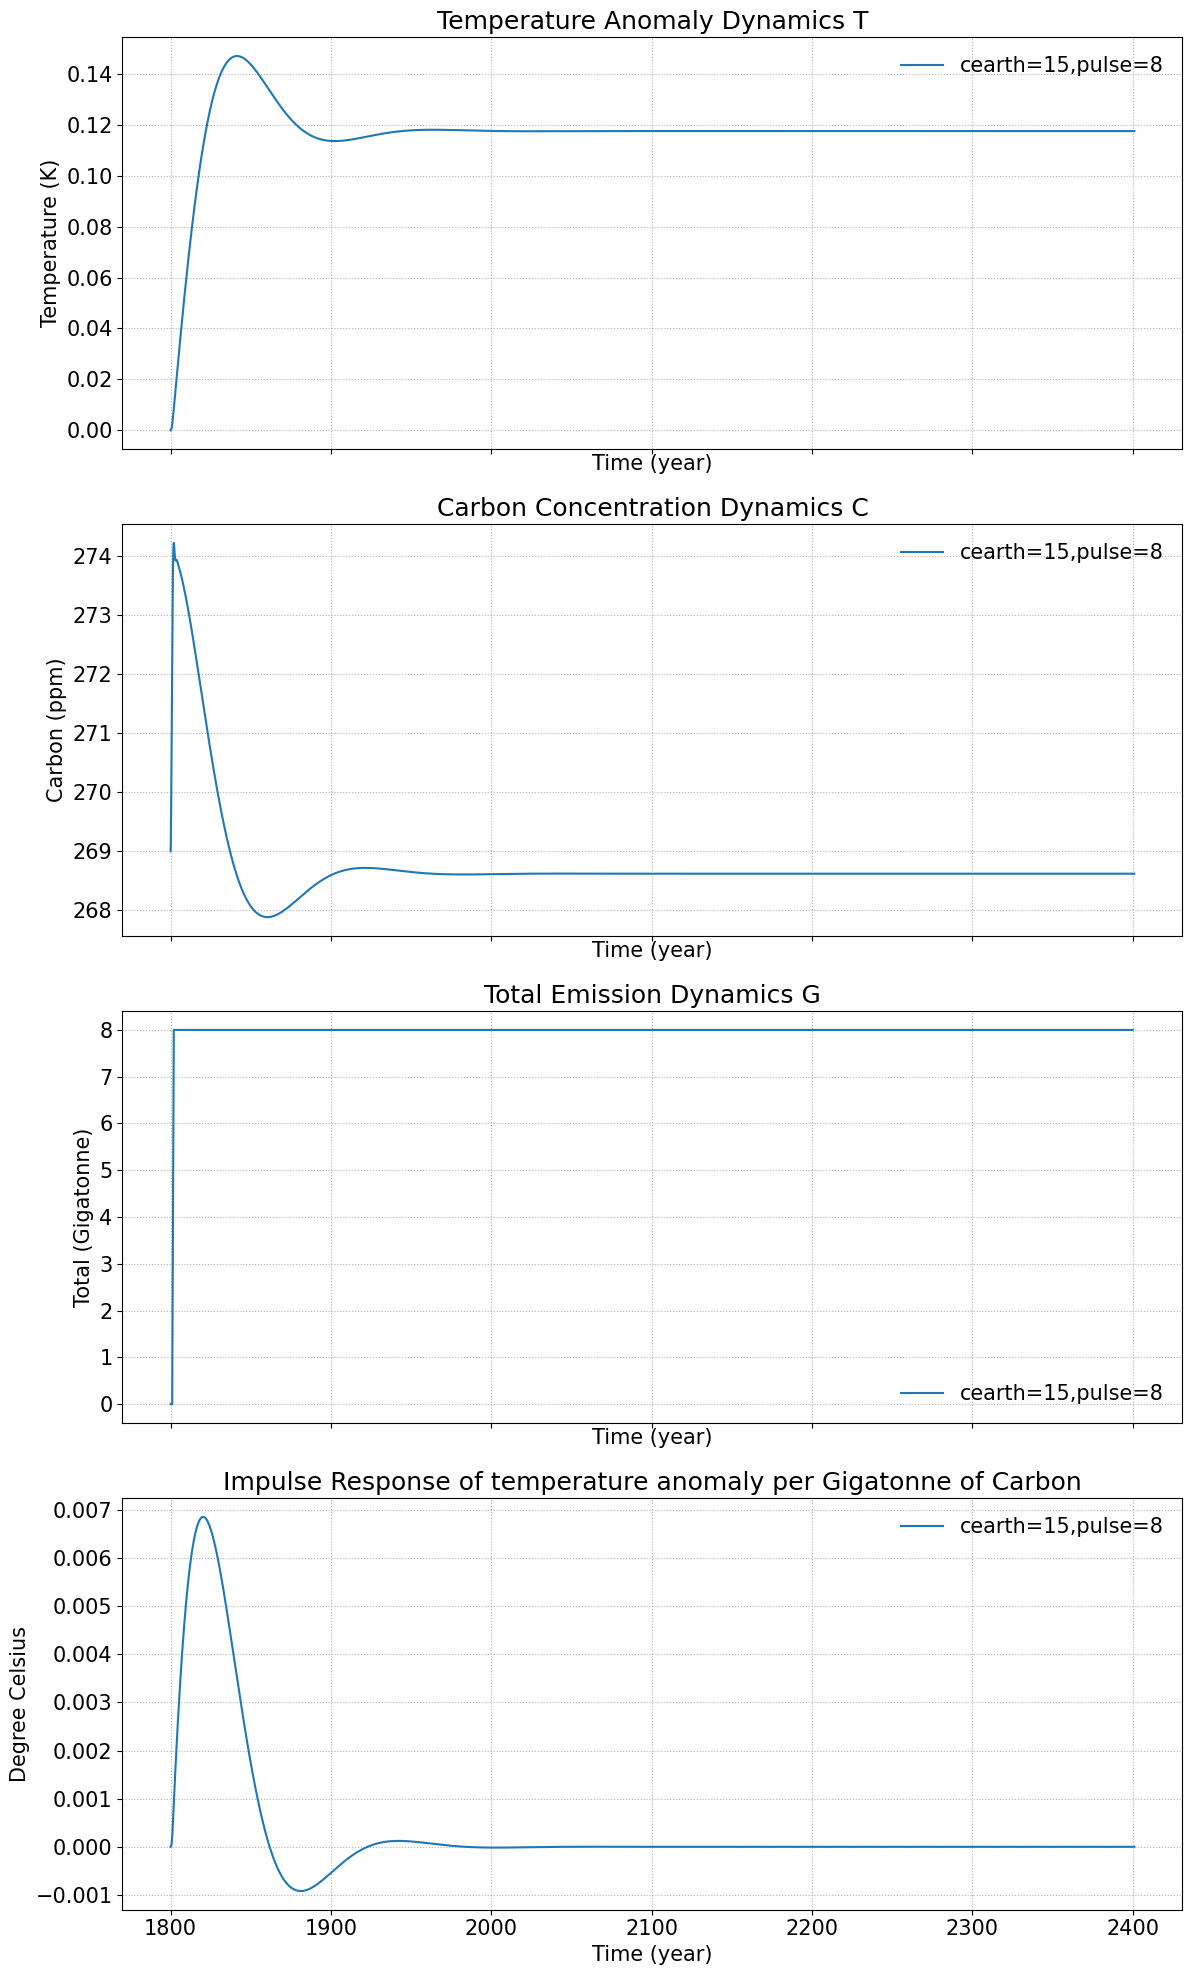 Temperature Anomaly Dynamics T
cearth=15,pulse=8
0.14
0.12
0.10
0.08
0.06
0.04
0.02
0.00
Temperature (K)
Time (year)
Carbon Concentration Dynamics C
cearth=15,pulse=8
274
273
272
271
270
269
268
Carbon (ppm)
Time (year)
Total Emission Dynamics G
8
7
6
5
4
3
2
1
0
Total (Gigatonne)
cearth=15,pulse=8
Time (year)
Impulse Response of temperature anomaly per Gigatonne of Carbon
cearth=15,pulse=8
0.007
0.006
0.005
0.004
0.003
0.002
0.001
0.000
−0.001
Degree Celsius
1800 1900 2000 2100 2200 2300 2400
Time (year)